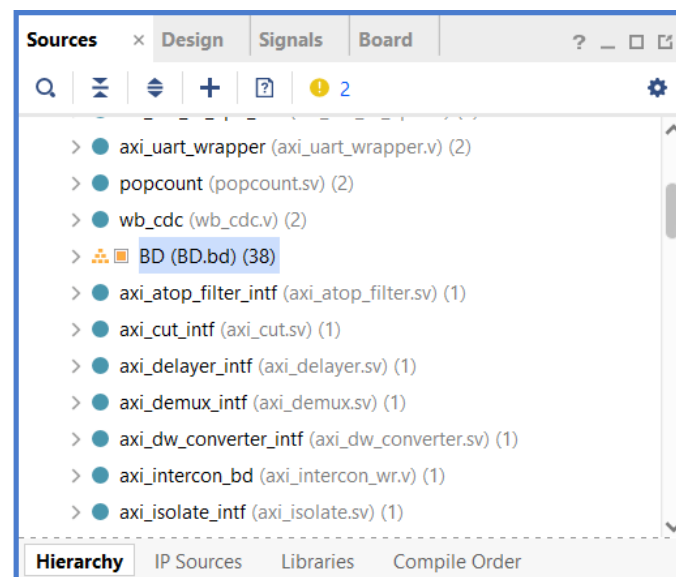 Sources × Design Signals Board ? _
2
axi_uart_wrapper (axi_uart_wrapper.v) (2)
popcount (popcount.sv) (2)
wb_cdc (wb_cdc.v) (2)
BD (BD.bd) (38)
axi_atop_filter_intf (axi_atop_filter.sv) (1)
axi_cut_intf (axi_cut.sv) (1)
axi_delayer_intf (axi_delayer.sv) (1)
axi_demux_intf (axi_demux.sv) (1)
axi_dw_converter_intf (axi_dw_converter.sv) (1)
axi_intercon_bd (axi_intercon_wr.v) (1)
axi_isolate_intf (axi_isolate.sv) (1)
Hierarchy IP Sources Libraries Compile Order